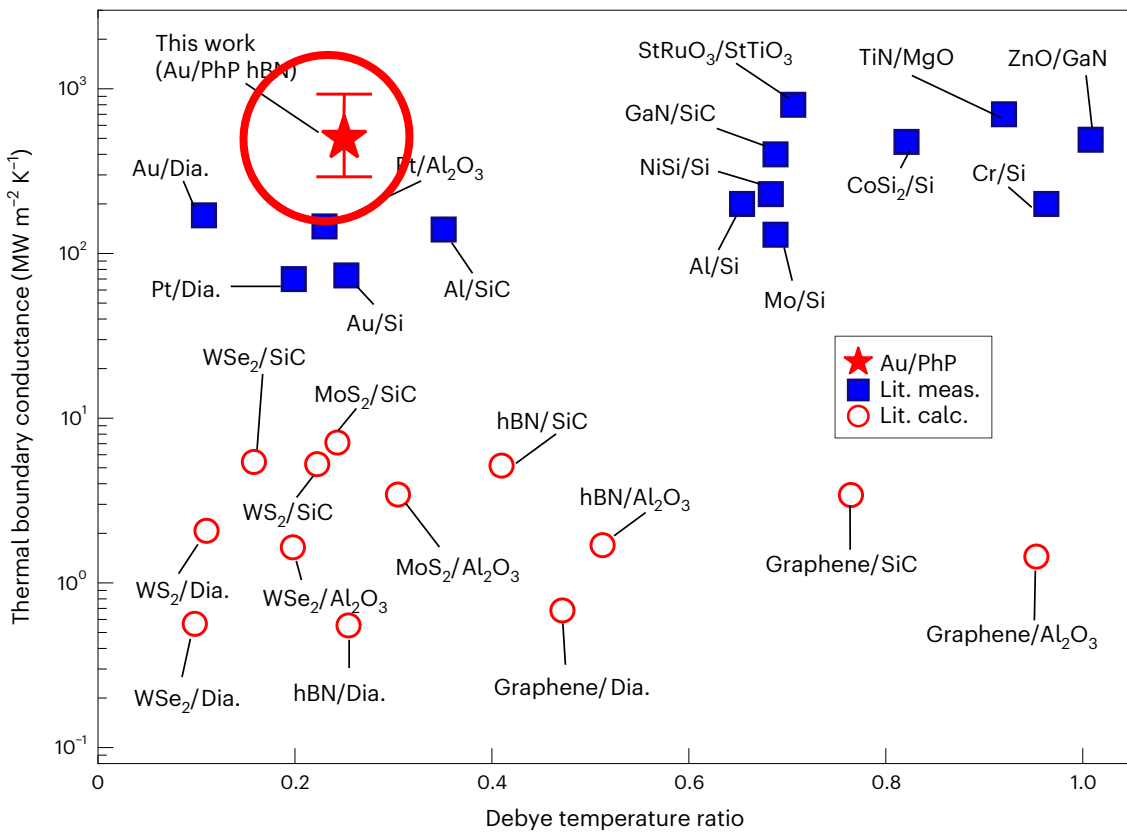 This work
(Au/PhP hBN)
StRuO₃/StTiO₃
TiN/MgO
ZnO/GaN
GaN/SiC
Au/Dia.
Pt/Al₂O₃
NiSi/Si
CoSi₂/Si
Cr/Si
Al/Si
Pt/Dia.
Al/SiC
Mo/Si
Au/Si
WSe₂/SiC
MoS₂/SiC
hBN/SiC
Au/PhP
Lit. meas.
Lit. calc.
WS₂/SiC
hBN/Al₂O₃
MoS₂/Al₂O₃
Graphene/SiC
WS₂/Dia.
WSe₂/Al₂O₃
Graphene/Al₂O₃
WSe₂/Dia.
hBN/Dia.
Graphene/Dia.
10³
10²
10¹
10⁰
10⁻¹
Thermal boundary conductance (MW m⁻² K⁻¹)
0 0.2 0.4 0.6 0.8 1.0
Debye temperature ratio